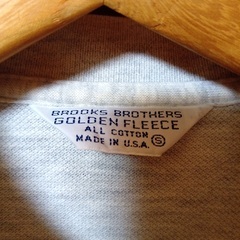 BROOKS BROTHERS
GOLDEN FLEECE
ALL COTTON
MADE IN U.S.A. S